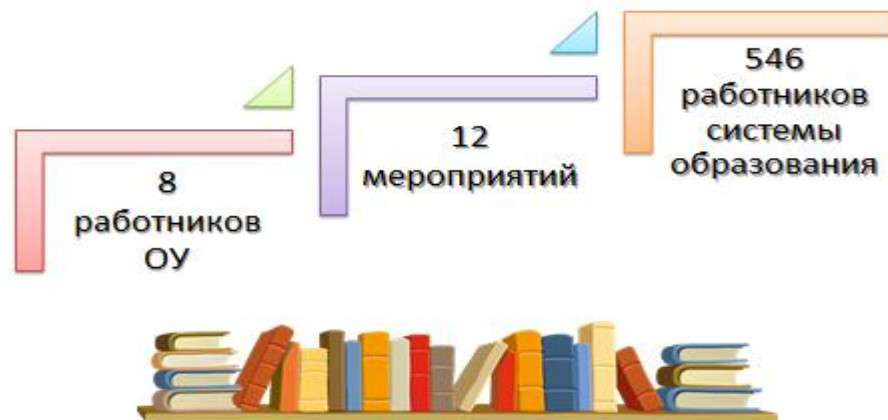 8
работников
ОУ
12
мероприятий
546
работников
системы
образования